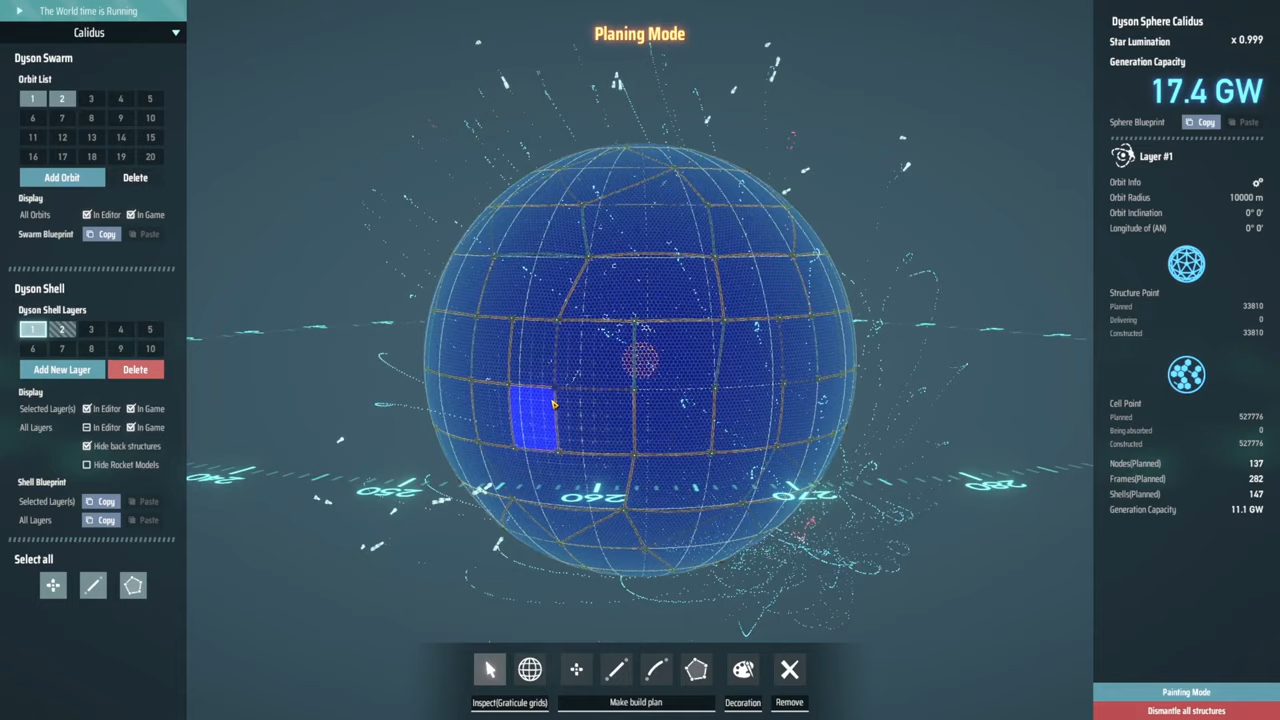 The World time is Running
Calidus
Dyson Swarm
Orbit List
1 2 3 4 5
6 7 8 9 10
11 12 13 14 15
16 17 18 19 20
Add Orbit Delete
Display
All Orbits In Editor In Game
Swarm Blueprint Copy Paste
Dyson Shell
Dyson Shell Layers
1 2 3 4 5
6 7 8 9 10
Add New Layer Delete
Display
Selected Layer(s) In Editor In Game
All Layers In Editor In Game
Hide back structures
Hide Rocket Models
Shell Blueprint
Selected Layer(s) Copy Paste
All Layers Copy Paste
Select all
Planing Mode
240 250 260 270 280
Inspect(Graticule grids) Make build plan Decoration Remove
Dyson Sphere Calidus
Star Lumination x 0.999
Generation Capacity
17.4 GW
Sphere Blueprint Copy Paste
Layer #1
Orbit Info
Orbit Radius 10000 m
Orbit Inclination 0° 0'
Longitude of (AN) 0° 0'
Structure Point
Planned 33810
Delivering 0
Constructed 33810
Cell Point
Planned 527776
Being absorbed 0
Constructed 527776
Nodes(Planned) 137
Frames(Planned) 282
Shells(Planned) 147
Generation Capacity 11.1 GW
Painting Mode
Dismantle all structures